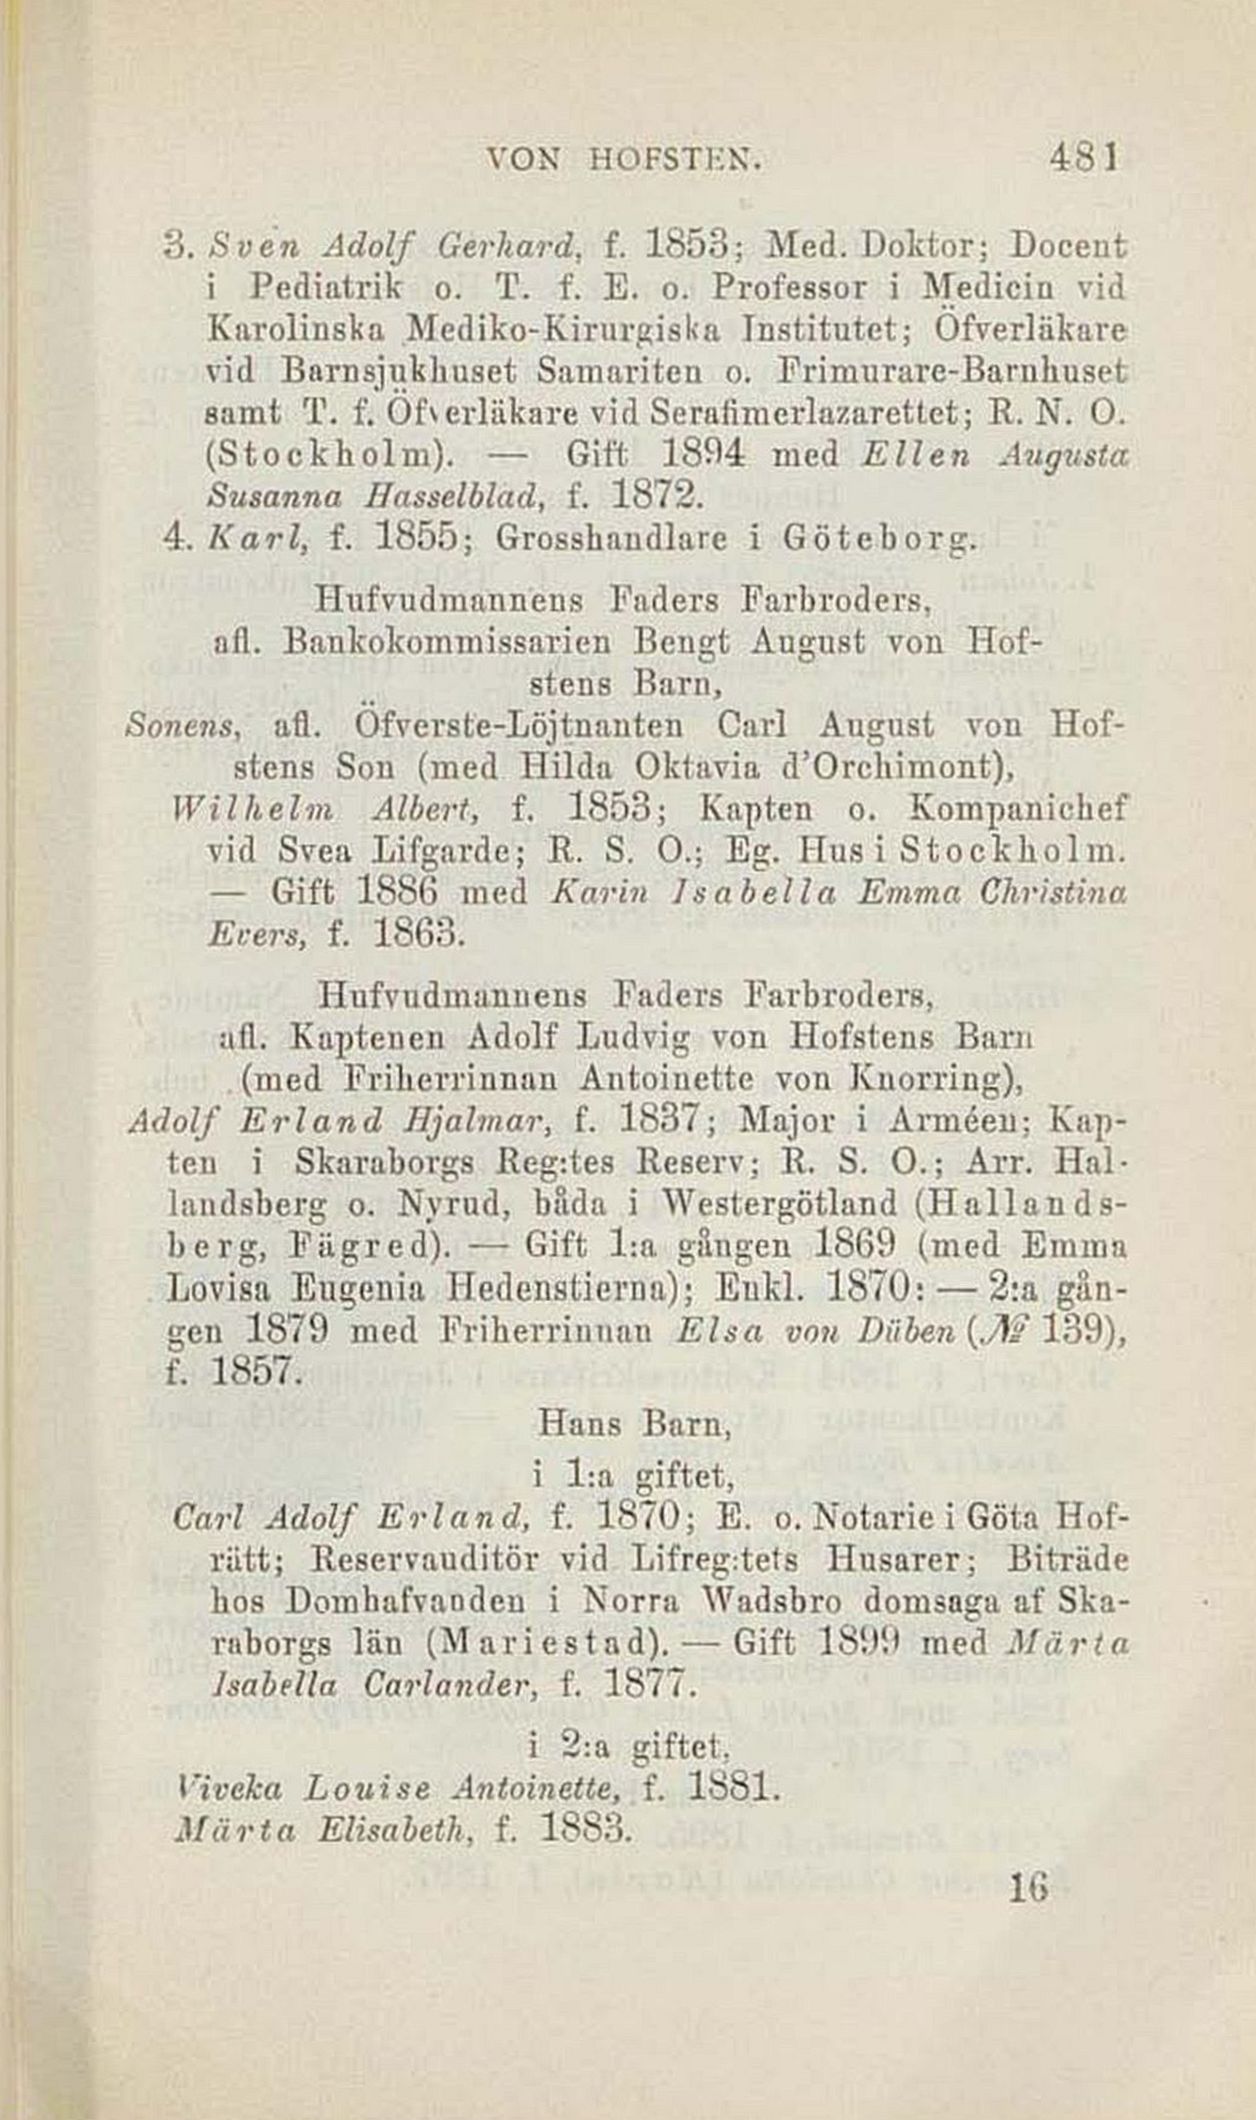 VON HOFSTEN. 481
3. Sven Adolf Gerhard, f. 1853; Med. Doktor; Docent
i Pediatrik o. T. f. E. o. Professor i Medicin vid
Karolinska Mediko-Kirurgiska Institutet; Öfverläkare
vid Barnsjukhuset Samariten o. Frimurare-Barnhuset
samt T. f. Öfverläkare vid Serafimerlazarettet; R. N. O.
(Stockholm). — Gift 1894 med Ellen Augusta
Susanna Hasselblad, f. 1872.
4. Karl, f. 1855; Grosshandlare i Göteborg.
Hufvudmannens Faders Farbroders,
afl. Bankokommissarien Bengt August von Hof-
stens Barn,
Sonens, afl. Öfverste-Löjtnanten Carl August von Hof-
stens Son (med Hilda Oktavia d'Orchimont),
Wilhelm Albert, f. 1853; Kapten o. Kompanichef
vid Svea Lifgarde; R. S. O.; Eg. Hus i Stockholm.
— Gift 1886 med Karin Isabella Emma Christina
Evers, f. 1863.
Hufvudmannens Faders Farbroders,
afl. Kaptenen Adolf Ludvig von Hofstens Barn
(med Friherrinnan Antoinette von Knorring),
Adolf Erland Hjalmar, f. 1837; Major i Arméen; Kap-
ten i Skaraborgs Reg:tes Reserv; R. S. O.; Arr. Hal-
landsberg o. Nyrud, båda i Westergötland (Hallands-
berg, Fägred). — Gift 1:a gången 1869 (med Emma
Lovisa Eugenia Hedenstierna); Enkl. 1870: — 2:a gån-
gen 1879 med Friherrinnan Elsa von Düben (№ 139),
f. 1857.
Hans Barn,
i 1:a giftet,
Carl Adolf Erland, f. 1870; E. o. Notarie i Göta Hof-
rätt; Reservauditör vid Lifreg:tets Husarer; Biträde
hos Domhafvanden i Norra Wadsbro domsaga af Ska-
raborgs län (Mariestad). — Gift 1899 med Märta
Isabella Carlander, f. 1877.
i 2:a giftet,
Viveka Louise Antoinette, f. 1881.
Märta Elisabeth, f. 1883.
16